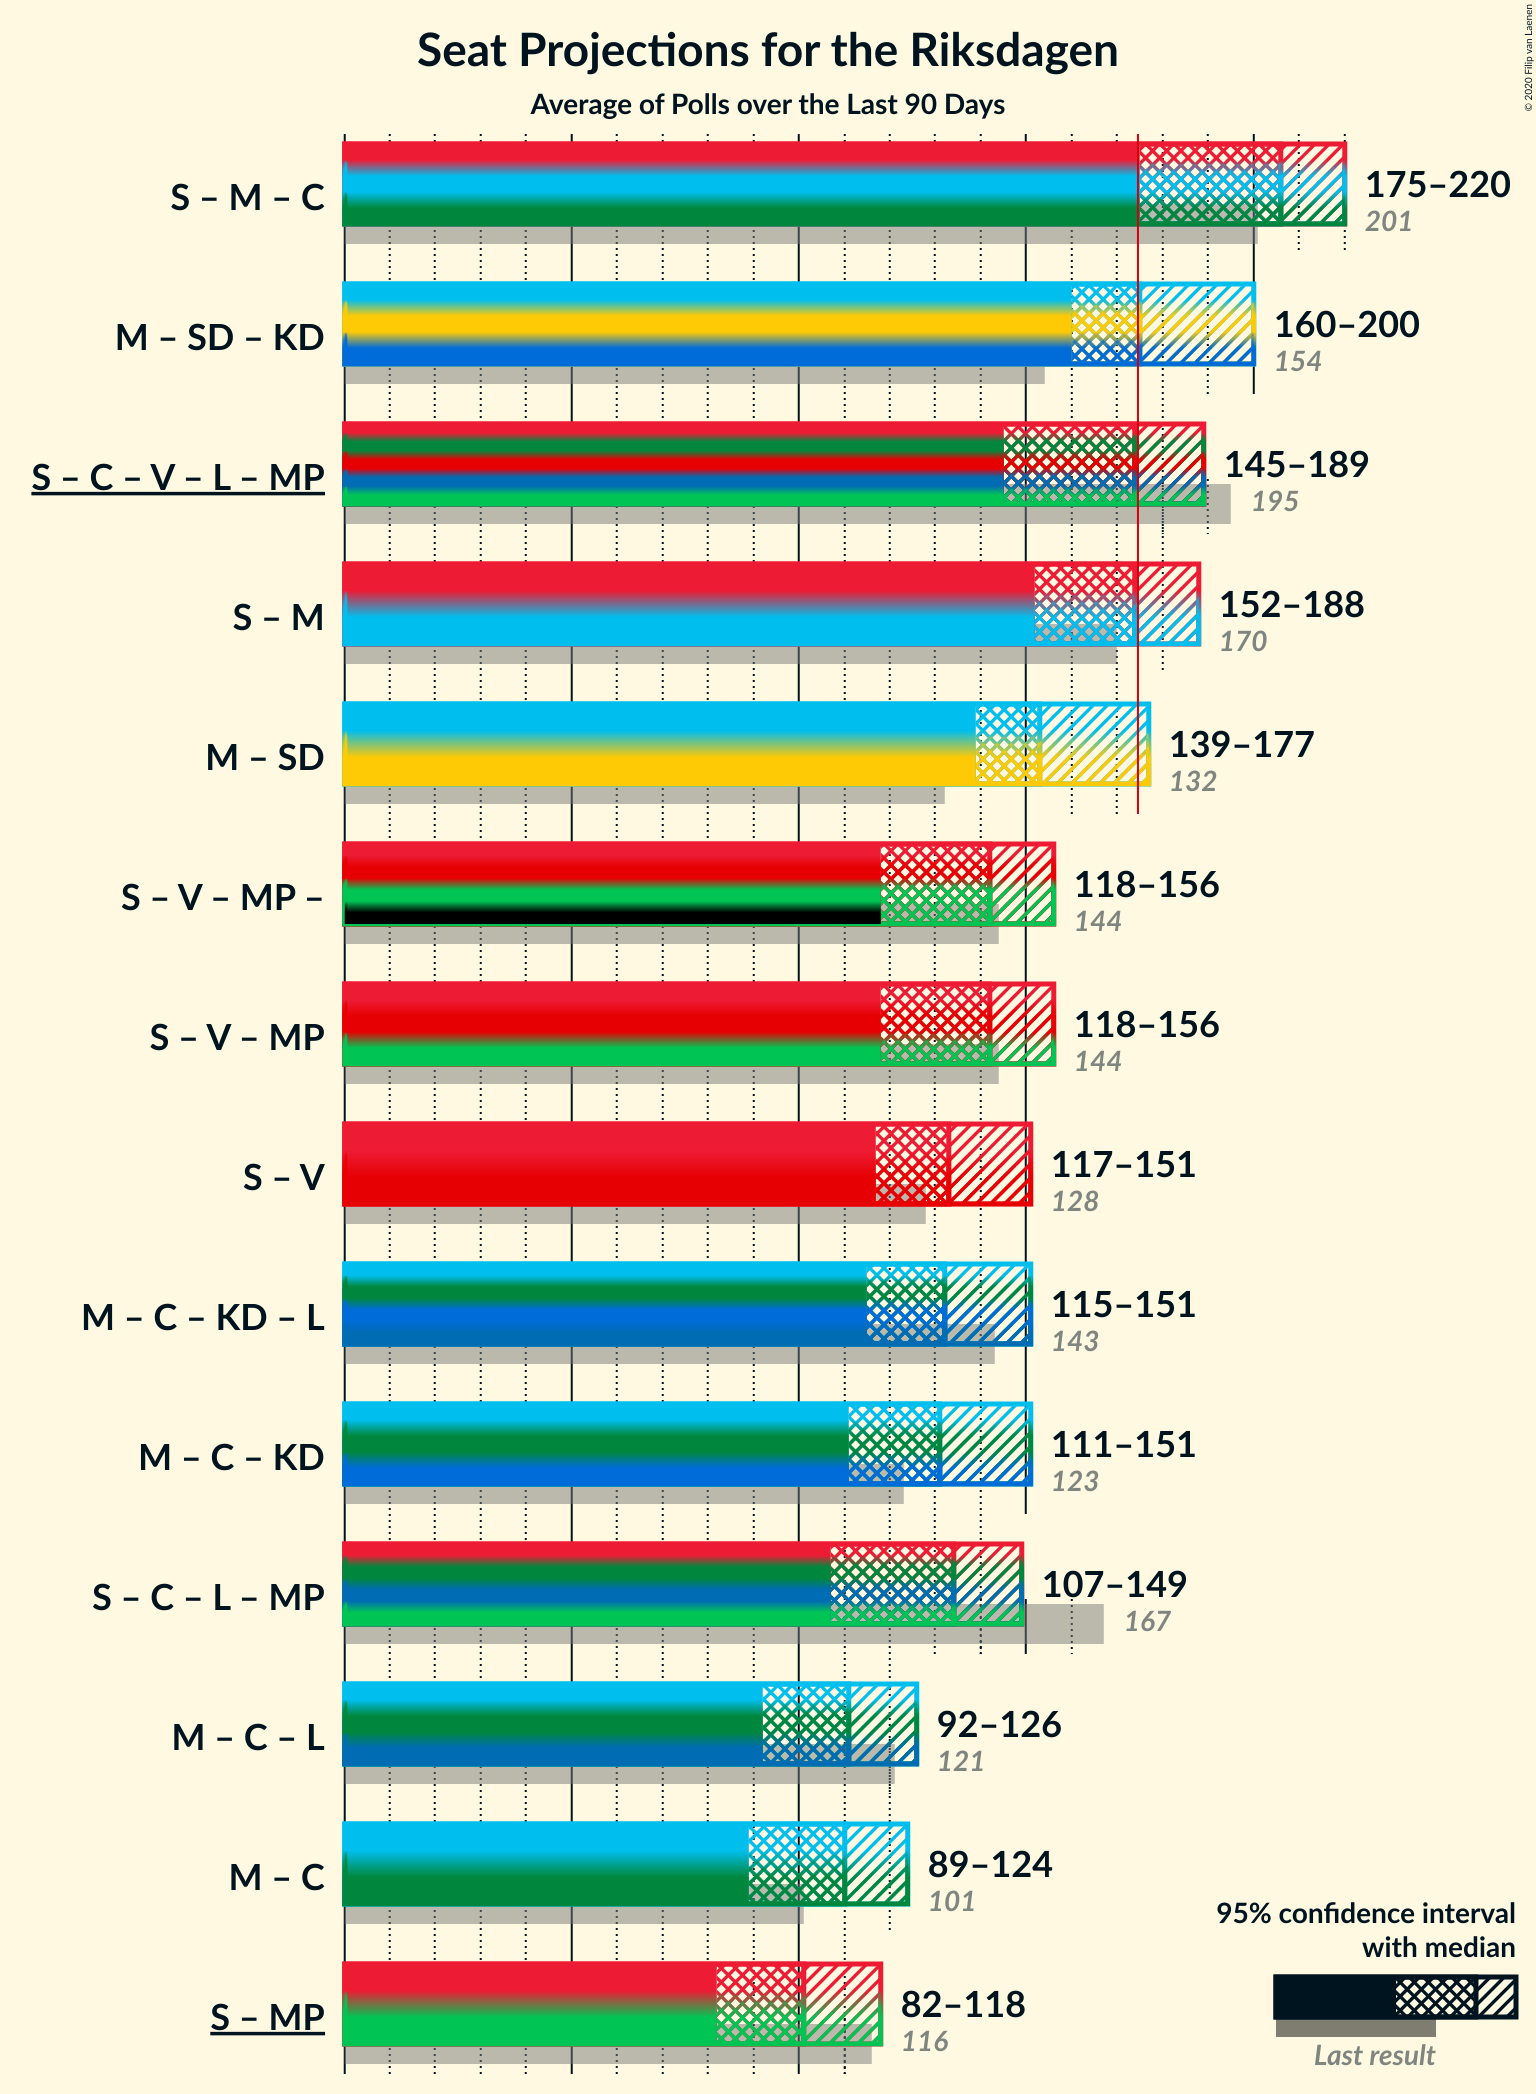 Seat Projections for the Riksdagen
Average of Polls over the Last 90 Days
© 2020 Filip van Laenen
S – M – C
175–220
201
M – SD – KD
160–200
154
S – C – V – L – MP
145–189
195
S – M
152–188
170
M – SD
139–177
132
S – V – MP –
118–156
144
S – V – MP
118–156
144
S – V
117–151
128
M – C – KD – L
115–151
143
M – C – KD
111–151
123
S – C – L – MP
107–149
167
M – C – L
92–126
121
M – C
89–124
101
S – MP
82–118
116
95% confidence interval
with median
Last result